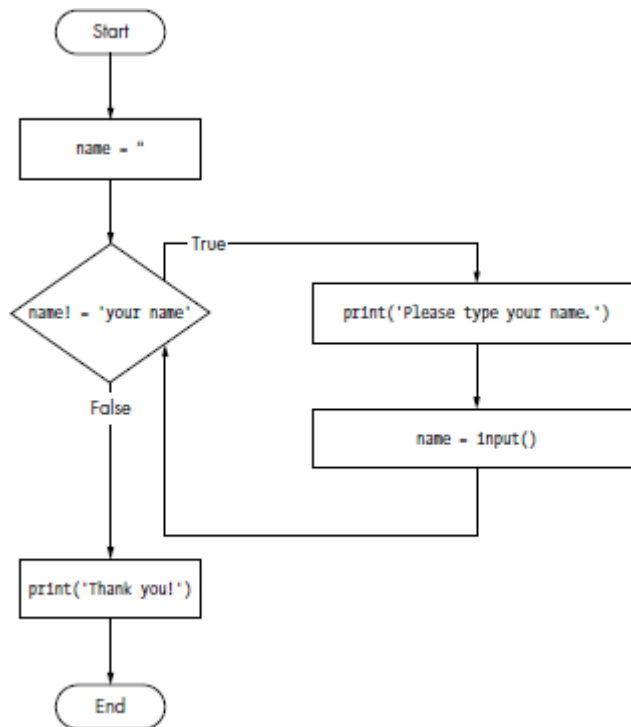 Start
name = "
name! = 'your name'
True
print('Please type your name.')
name = input()
False
print('Thank you!')
End